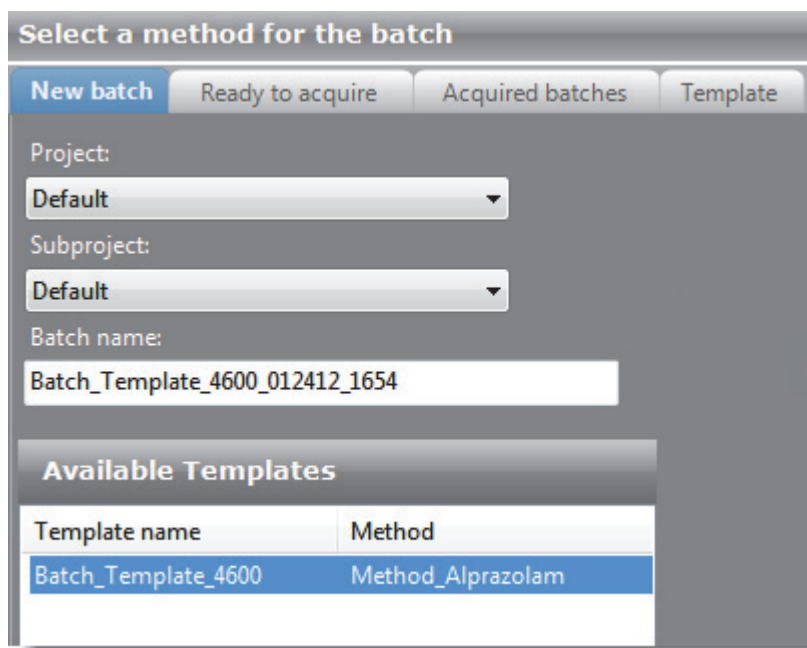 Select a method for the batch
New batch Ready to acquire Acquired batches Template
Project:
Default
Subproject:
Default
Batch name:
Batch_Template_4600_012412_1654
Available Templates
Template name Method
Batch_Template_4600 Method_Alprazolam